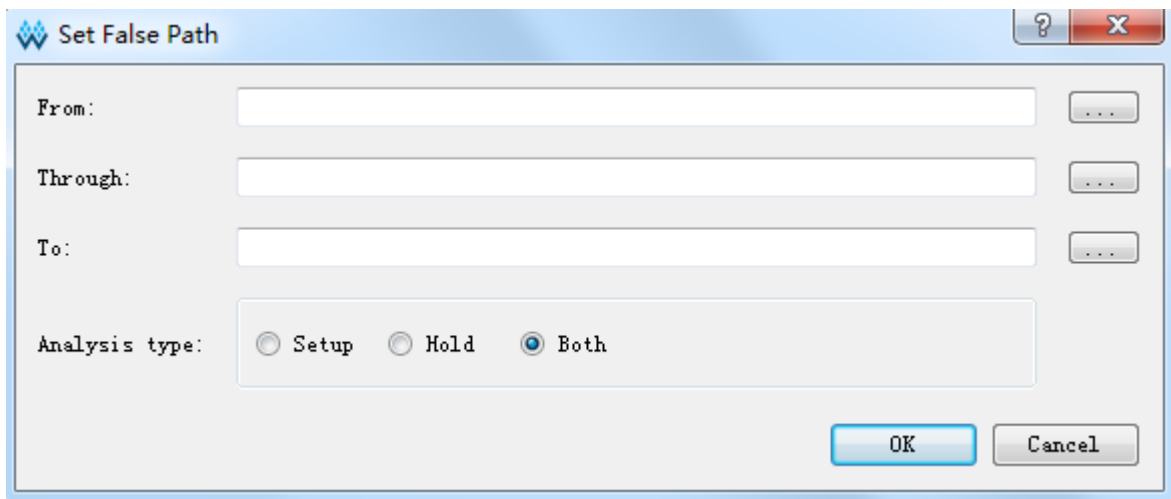 Set False Path
?
From:
...
Through:
...
To:
...
Analysis type:
Setup Hold Both
OK Cancel